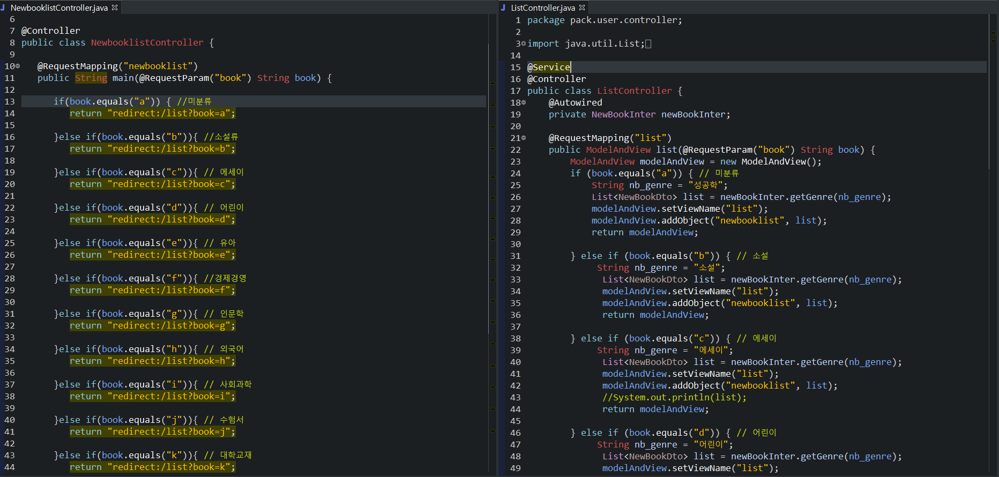 NewbooklistController.java
6
7 @Controller
8 public class NewbooklistController {
9
10 @RequestMapping("newbooklist")
11 public String main(@RequestParam("book") String book) {
12
13 if(book.equals("a")) { //미분류
14 return "redirect:/list?book=a";
15
16 }else if(book.equals("b")){ //소설류
17 return "redirect:/list?book=b";
18
19 }else if(book.equals("c")){ // 에세이
20 return "redirect:/list?book=c";
21
22 }else if(book.equals("d")){ // 어린이
23 return "redirect:/list?book=d";
24
25 }else if(book.equals("e")){ // 유아
26 return "redirect:/list?book=e";
27
28 }else if(book.equals("f")){ //경제경영
29 return "redirect:/list?book=f";
30
31 }else if(book.equals("g")){ // 인문학
32 return "redirect:/list?book=g";
33
34 }else if(book.equals("h")){ // 외국어
35 return "redirect:/list?book=h";
36
37 }else if(book.equals("i")){ // 사회과학
38 return "redirect:/list?book=i";
39
40 }else if(book.equals("j")){ // 수험서
41 return "redirect:/list?book=j";
42
43 }else if(book.equals("k")){ // 대학교재
44 return "redirect:/list?book=k";
ListController.java
1 package pack.user.controller;
2
3 import java.util.List;
14
15 @Service
16 @Controller
17 public class ListController {
18 @Autowired
19 private NewBookInter newBookInter;
20
21 @RequestMapping("list")
22 public ModelAndView list(@RequestParam("book") String book) {
23 ModelAndView modelAndView = new ModelAndView();
24 if (book.equals("a")) { // 미분류
25 String nb_genre = "성공학";
26 List<NewBookDto> list = newBookInter.getGenre(nb_genre);
27 modelAndView.setViewName("list");
28 modelAndView.addObject("newbooklist", list);
29 return modelAndView;
30
31 } else if (book.equals("b")) { // 소설
32 String nb_genre = "소설";
33 List<NewBookDto> list = newBookInter.getGenre(nb_genre);
34 modelAndView.setViewName("list");
35 modelAndView.addObject("newbooklist", list);
36 return modelAndView;
37
38 } else if (book.equals("c")) { // 에세이
39 String nb_genre = "에세이";
40 List<NewBookDto> list = newBookInter.getGenre(nb_genre);
41 modelAndView.setViewName("list");
42 modelAndView.addObject("newbooklist", list);
43 //System.out.println(list);
44 return modelAndView;
45
46 } else if (book.equals("d")) { // 어린이
47 String nb_genre = "어린이";
48 List<NewBookDto> list = newBookInter.getGenre(nb_genre);
49 modelAndView.setViewName("list");